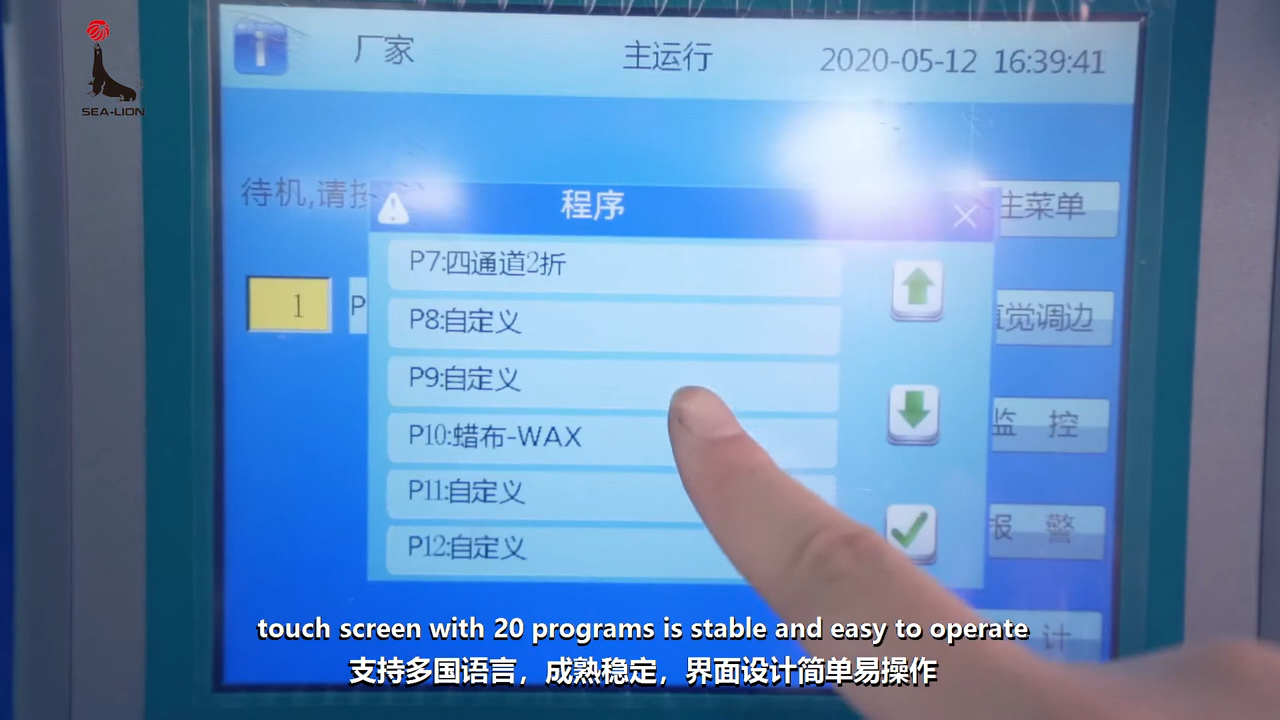 SEA-LION
厂家
主运行
2020-05-12 16:39:41
待机,请按
程序
主菜单
P7:四通道2折
1
P
P8:自定义
直觉调边
P9:自定义
P10:蜡布-WAX
监 控
P11:自定义
报 警
P12:自定义
计
touch screen with 20 programs is stable and easy to operate
支持多国语言，成熟稳定，界面设计简单易操作